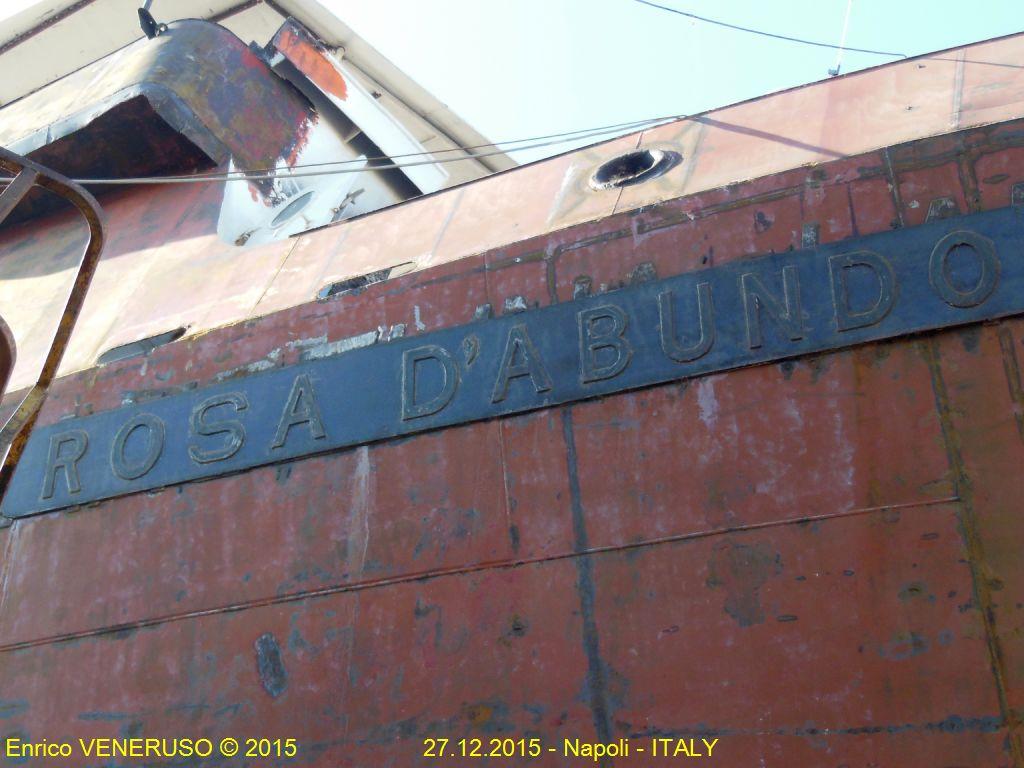 ROSA D'ABUNDO
Enrico VENERUSO © 2015 27.12.2015 - Napoli - ITALY